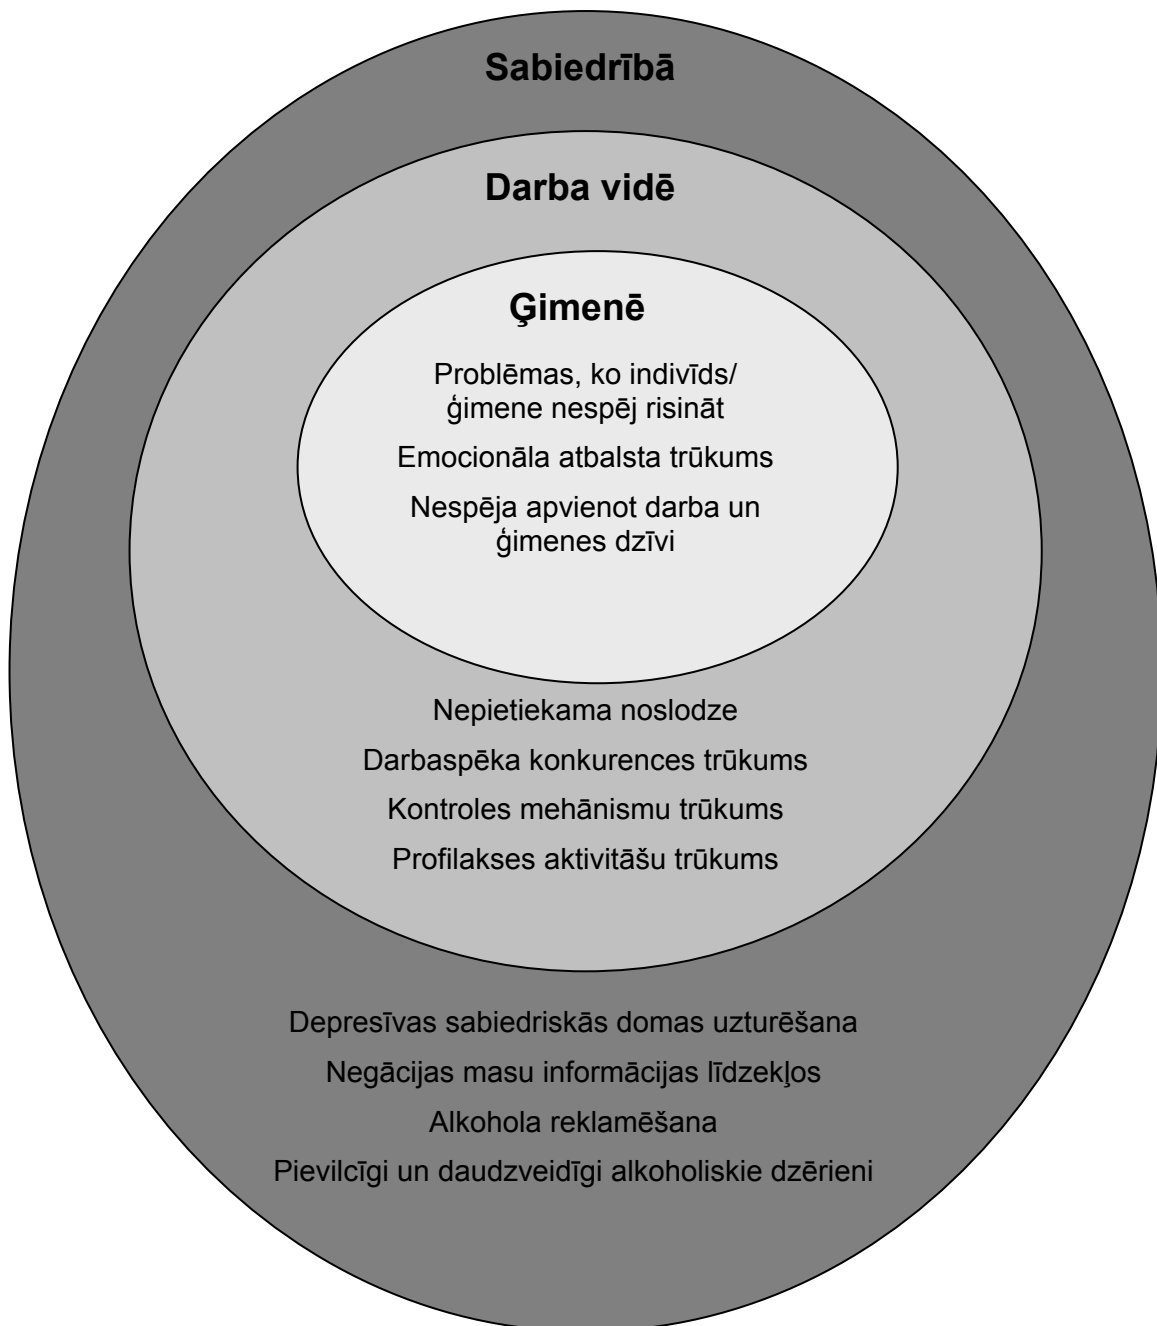 Sabiedrībā
Darba vidē
Ģimenē
Problēmas, ko indivīds/
ģimene nespēj risināt
Emocionāla atbalsta trūkums
Nespēja apvienot darba un
ģimenes dzīvi
Nepietiekama noslodze
Darbaspēka konkurences trūkums
Kontroles mehānismu trūkums
Profilakses aktivitāšu trūkums
Depresīvas sabiedriskās domas uzturēšana
Negācijas masu informācijas līdzekļos
Alkohola reklamēšana
Pievilcīgi un daudzveidīgi alkoholiskie dzērieni